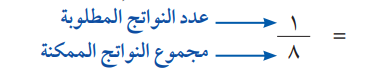 = ١/٨ ← عدد النواتج المطلوبة
مجموع النواتج الممكنة